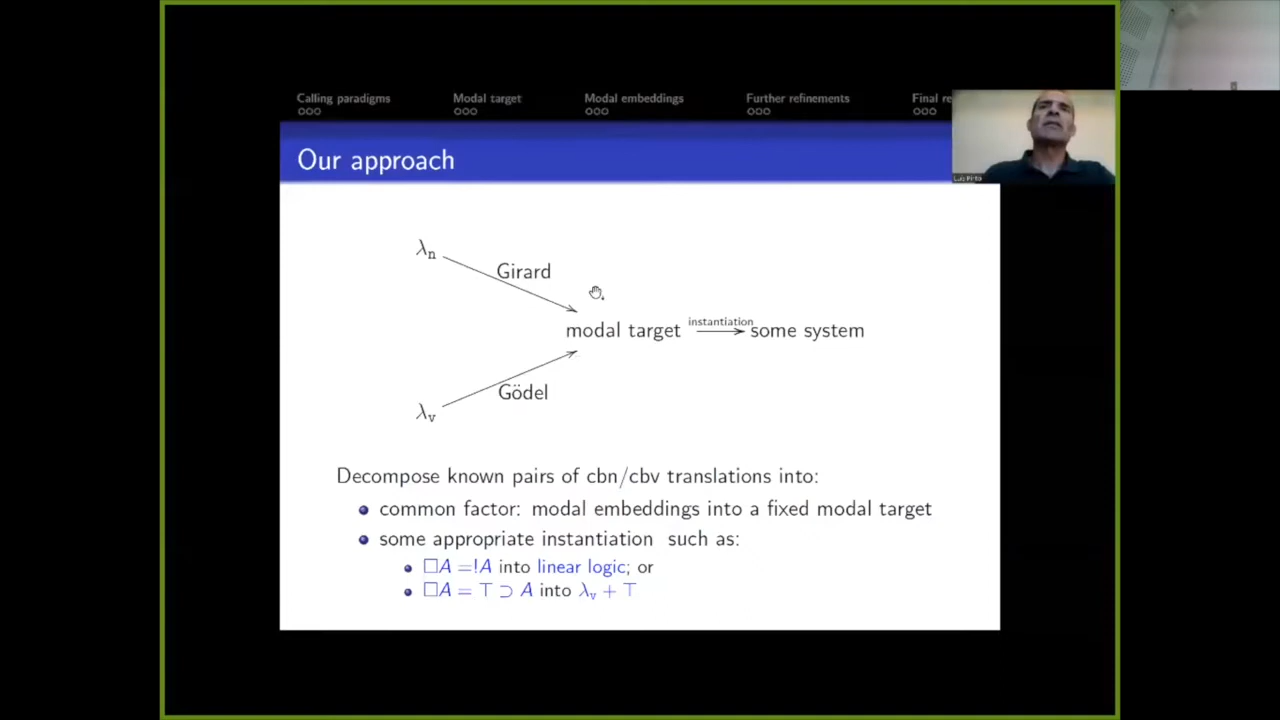 Calling paradigms Modal target Modal embeddings Further refinements Final re
Our approach
Luís Pinto
λn
Girard
modal target instantiation some system
Gödel
λv
Decompose known pairs of cbn/cbv translations into:
common factor: modal embeddings into a fixed modal target
some appropriate instantiation such as:
□A =!A into linear logic; or
□A = ⊤ ⊃ A into λv + ⊤